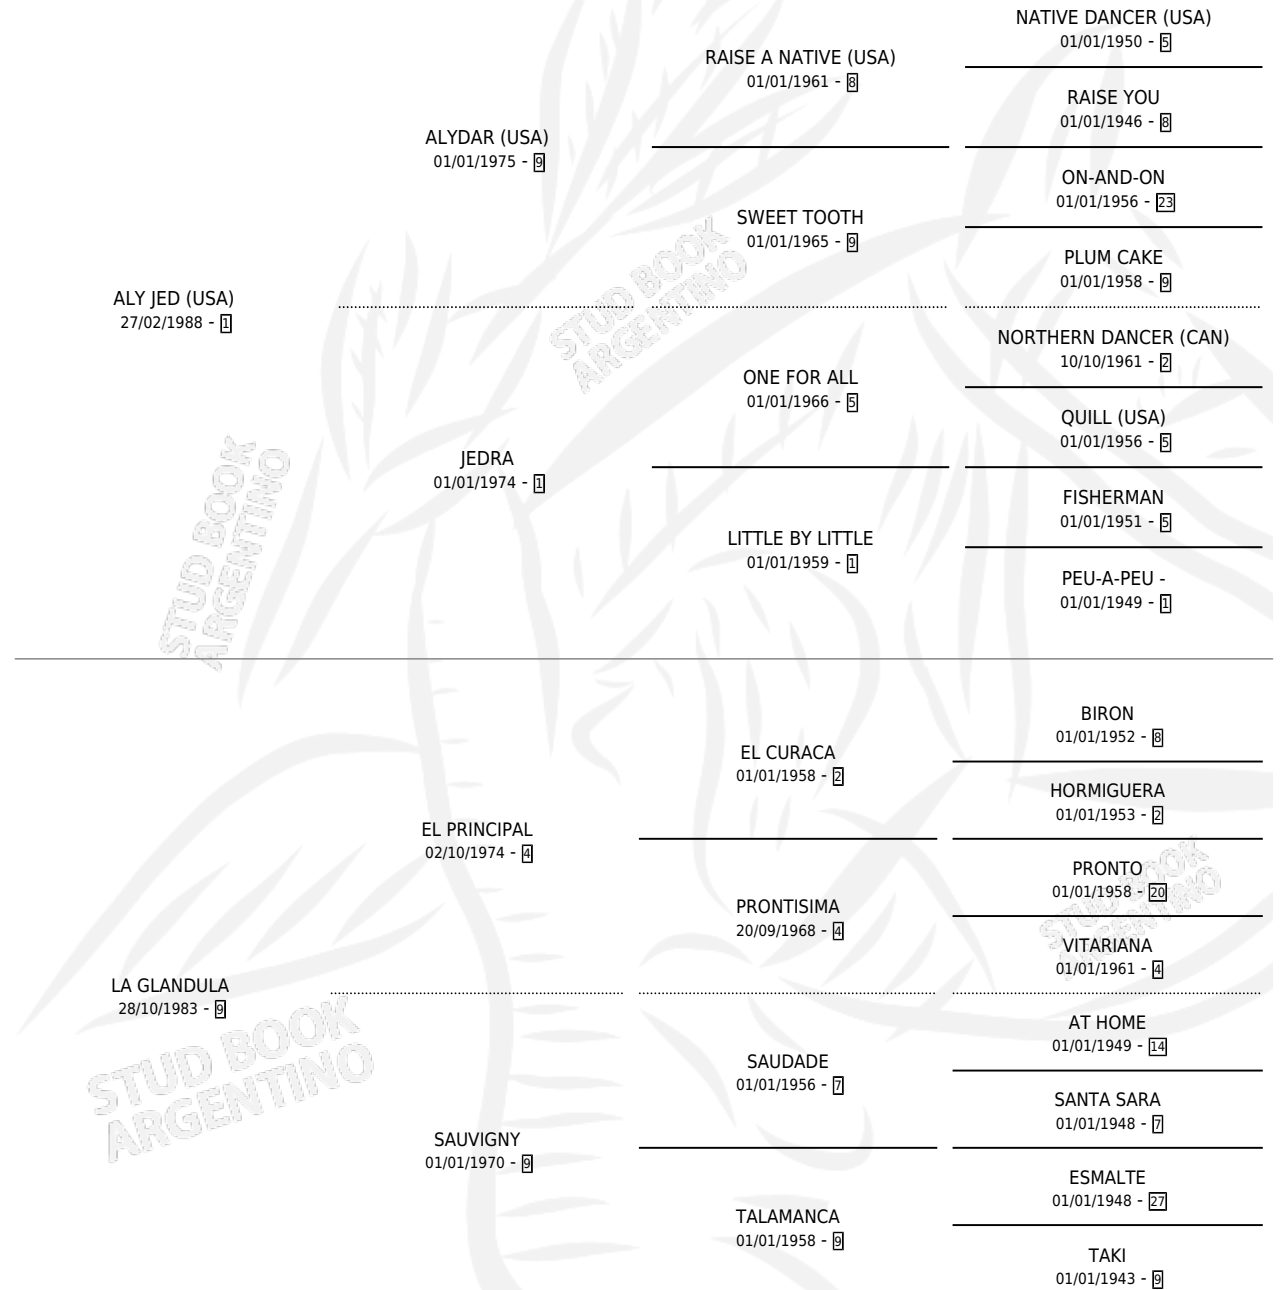 NATIVE DANCER (USA)
01/01/1950 - 5
RAISE A NATIVE (USA)
01/01/1961 - 8
RAISE YOU
01/01/1946 - 8
ALYDAR (USA)
01/01/1975 - 9
ON-AND-ON
01/01/1956 - 23
SWEET TOOTH
01/01/1965 - 9
PLUM CAKE
01/01/1958 - 9
ALY JED (USA)
27/02/1988 - 1
NORTHERN DANCER (CAN)
10/10/1961 - 2
ONE FOR ALL
01/01/1966 - 5
QUILL (USA)
01/01/1956 - 5
JEDRA
01/01/1974 - 1
FISHERMAN
01/01/1951 - 5
LITTLE BY LITTLE
01/01/1959 - 1
PEU-A-PEU -
01/01/1949 - 1
BIRON
01/01/1952 - 8
EL CURACA
01/01/1958 - 2
HORMIGUERA
01/01/1953 - 2
EL PRINCIPAL
02/10/1974 - 4
PRONTO
01/01/1958 - 20
PRONTISIMA
20/09/1968 - 4
VITARIANA
01/01/1961 - 4
LA GLANDULA
28/10/1983 - 9
AT HOME
01/01/1949 - 14
SAUDADE
01/01/1956 - 7
SANTA SARA
01/01/1948 - 7
SAUVIGNY
01/01/1970 - 9
ESMALTE
01/01/1948 - 27
TALAMANCA
01/01/1958 - 9
TAKI
01/01/1943 - 9
STUD BOOK
ARGENTINO
STUD BOOK
ARGENTINO
STUD BOOK
ARGENTINO
STUD BOOK
ARGENTINO